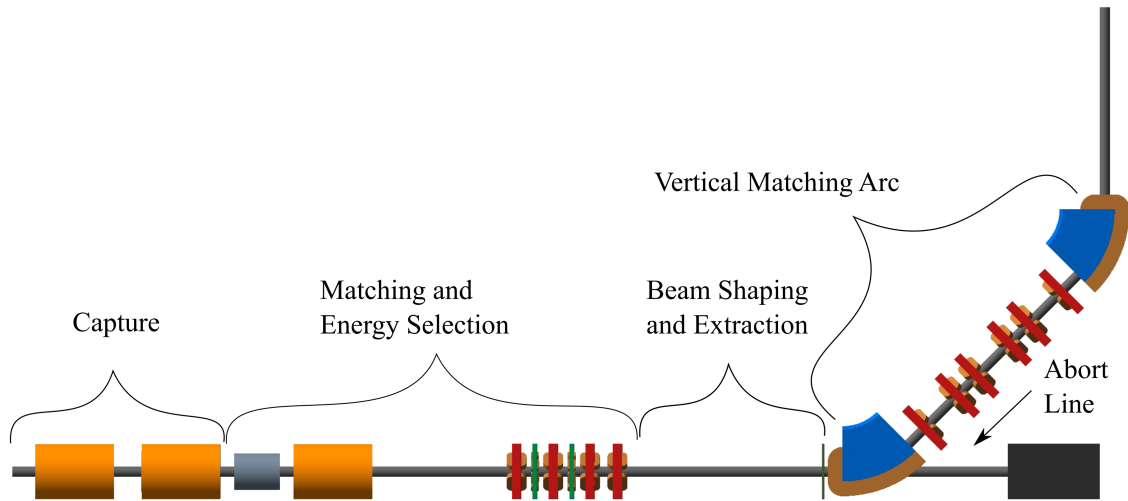 Vertical Matching Arc
Capture
Matching and
Energy Selection
Beam Shaping
and Extraction
Abort
Line